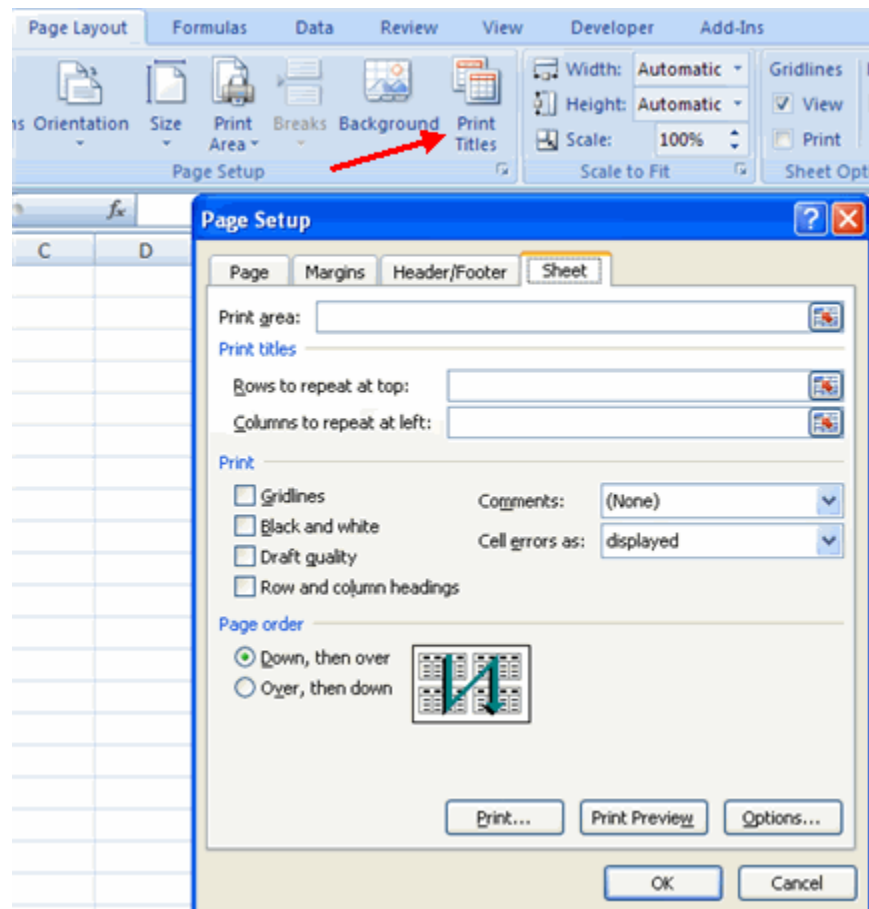 Page Layout Formulas Data Review View Developer Add-Ins
Width: Automatic Gridlines
ns Orientation Size Print Breaks Background Print Height: Automatic View
Area Titles Scale: 100% Print
Page Setup Scale to Fit Sheet Opt
fx Page Setup
C D
Page Margins Header/Footer Sheet
Print area:
Print titles
Rows to repeat at top:
Columns to repeat at left:
Print
Gridlines Comments: (None)
Black and white
Cell errors as: displayed
Draft quality
Row and column headings
Page order
Down, then over
Over, then down
Print... Print Preview Options...
OK Cancel